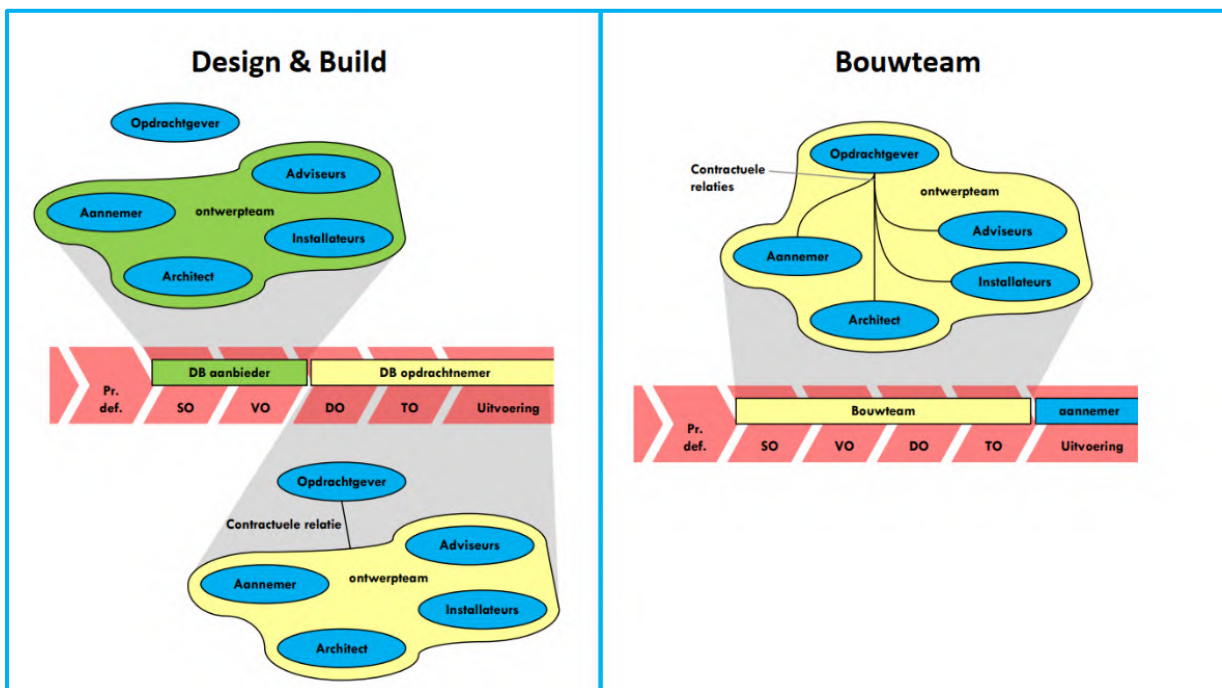 Design & Build
Opdrachtgever
Adviseurs
Aannemer
ontwerpteam
Installateurs
Architect
DB aanbieder
DB opdrachtnemer
Pr.
def.
SO
VO
DO
TO
Uitvoering
Opdrachtgever
Contractuele relatie
Adviseurs
Aannemer
ontwerpteam
Installateurs
Architect
Bouwteam
Opdrachtgever
Contractuele
relaties
ontwerpteam
Adviseurs
Aannemer
Installateurs
Architect
Bouwteam
aannemer
Pr.
def.
SO
VO
DO
TO
Uitvoering